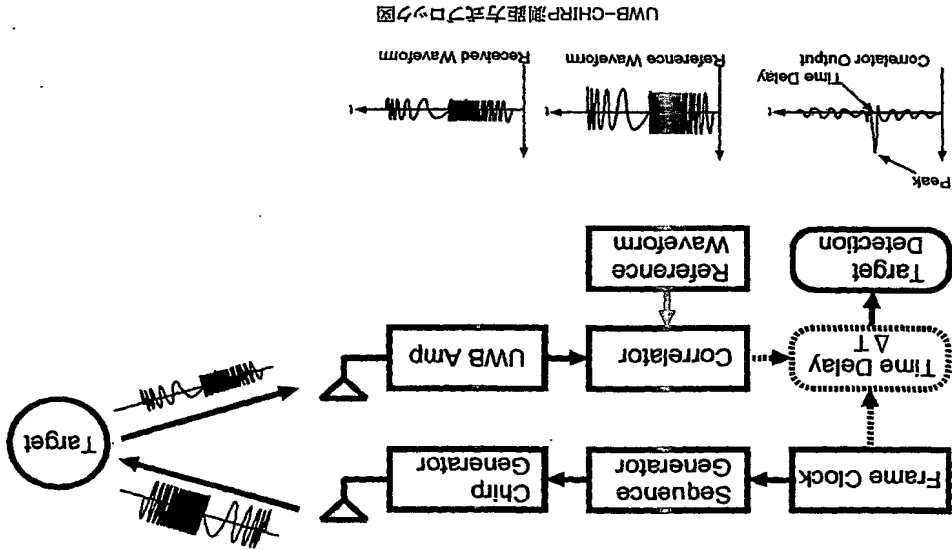 Frame Clock
Sequence
Generator
Chirp
Generator
Target
Time Delay
ΔT
Correlator
UWB Amp
Target
Detection
Reference
Waveform
Peak
Time Delay
Correlator Output
t
Reference Waveform
t
Received Waveform
UWB-CHIRP測距方式ブロック図